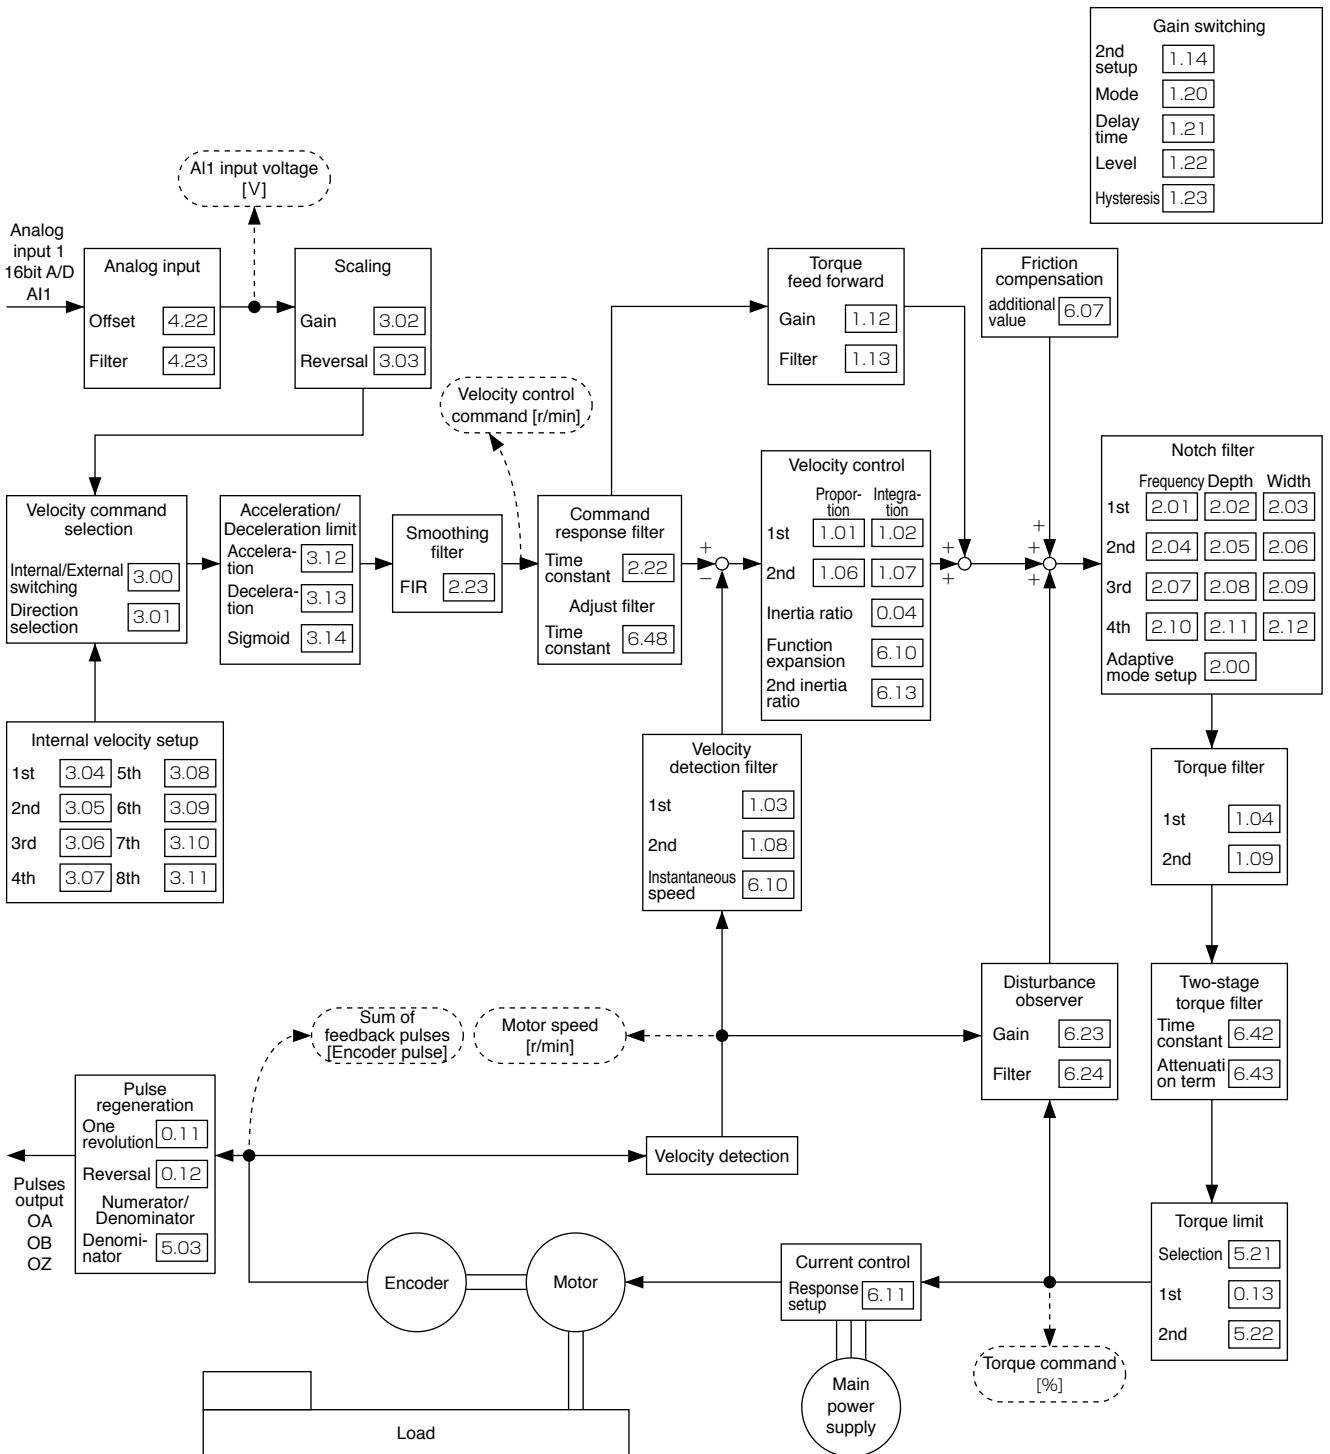 Gain switching
2nd
setup
1.14
Mode
1.20
Delay
time
1.21
Level
1.22
Hysteresis
1.23
AI1 input voltage
[V]
Analog
input 1
16bit A/D
AI1
Analog input
Offset
4.22
Filter
4.23
Scaling
Gain
3.02
Reversal
3.03
Torque
feed forward
Gain
1.12
Filter
1.13
Friction
compensation
additional
value
6.07
Velocity control
command [r/min]
Velocity command
selection
Internal/External
switching
3.00
Direction
selection
3.01
Acceleration/
Deceleration limit
Accelera-
tion
3.12
Decelera-
tion
3.13
Sigmoid
3.14
Smoothing
filter
FIR
2.23
Command
response filter
Time
constant
2.22
Adjust filter
Time
constant
6.48
+
−
Velocity control
Propor-
tion
Integra-
tion
1st
1.01
1.02
2nd
1.06
1.07
Inertia ratio
0.04
Function
expansion
6.10
2nd inertia
ratio
6.13
+
+
+
+
Notch filter
Frequency Depth Width
1st 2.01 2.02 2.03
2nd 2.04 2.05 2.06
3rd 2.07 2.08 2.09
4th 2.10 2.11 2.12
Adaptive
mode setup
2.00
Internal velocity setup
1st 3.04 5th 3.08
2nd 3.05 6th 3.09
3rd 3.06 7th 3.10
4th 3.07 8th 3.11
Velocity
detection filter
1st
1.03
2nd
1.08
Instantaneous
speed
6.10
Torque filter
1st
1.04
2nd
1.09
Sum of
feedback pulses
[Encoder pulse]
Motor speed
[r/min]
Disturbance
observer
Gain
6.23
Filter
6.24
Two-stage
torque filter
Time
constant
6.42
Attenuati
on term
6.43
Pulse
regeneration
One
revolution
0.11
Reversal
0.12
Numerator/
Denominator
Denomi-
nator
5.03
Pulses
output
OA
OB
OZ
Velocity detection
Encoder
Motor
Current control
Response
setup
6.11
Torque limit
Selection
5.21
1st
0.13
2nd
5.22
Main
power
supply
Torque command
[%]
Load